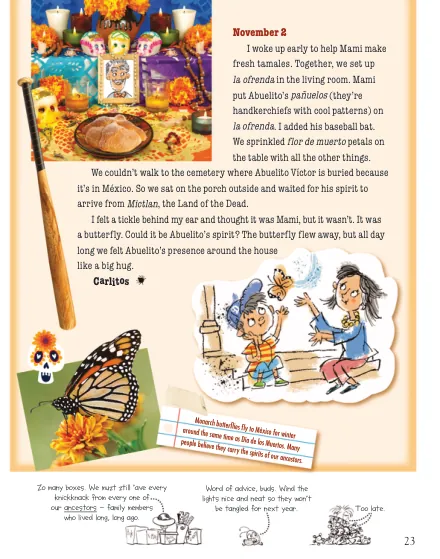 November 2
I woke up early to help Mami make
fresh tamales. Together, we set up
la ofrenda in the living room. Mami
put Abuelito's pañuelos (they're
handkerchiefs with cool patterns) on
la ofrenda. I added his baseball bat.
We sprinkled flor de muerto petals on
the table with all the other things.
We couldn't walk to the cemetery where Abuelito Victor is buried because
it's in México. So we sat on the porch outside and waited for his spirit to
arrive from Mictlan, the Land of the Dead.
I felt a tickle behind my ear and thought it was Mami, but it wasn't. It was
a butterfly. Could it be Abuelito's spirit? The butterfly flew away, but all day
long we felt Abuelito's presence around the house
like a big hug.
Carlitos
Monarch butterflies fly to México for winter
around the same time as Día de los Muertos. Many
people believe they carry the spirits of our ancestors.
Zo many boxes. We muzt still 'ave every
knickknack from every one of
our ancestors – family members
who lived long, long ago.
Word of advice, buds. Wind the
lights nice and neat so they won't
be tangled for next year.
Too late.
23